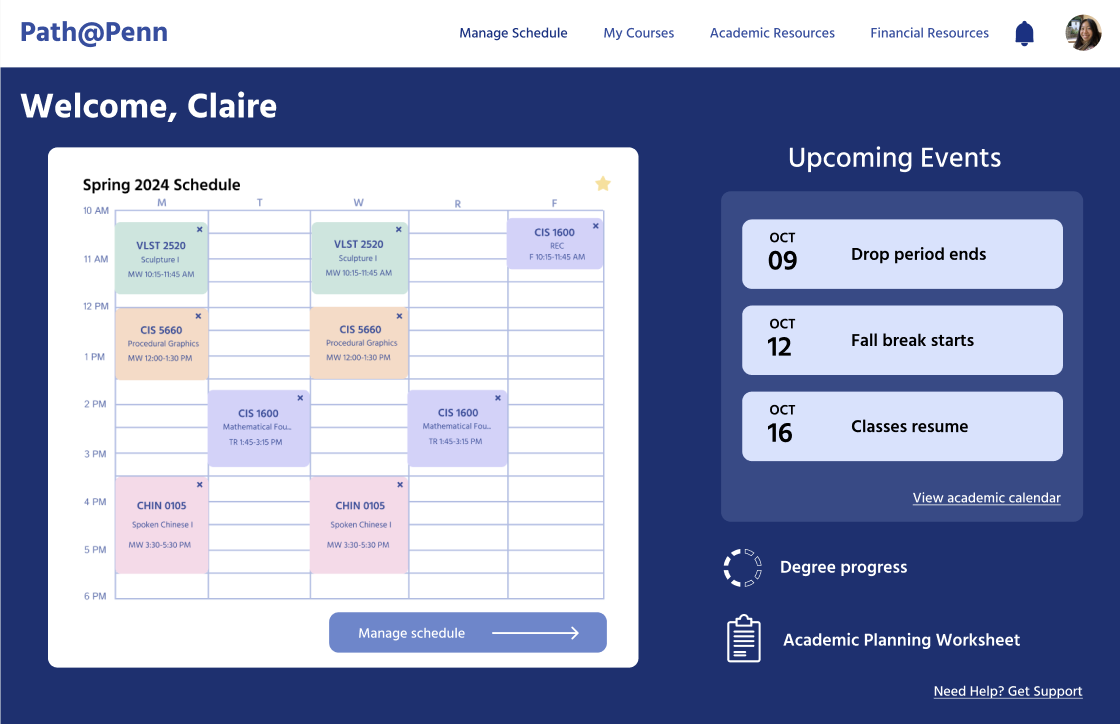 Path@Penn
Manage Schedule
My Courses
Academic Resources
Financial Resources
Welcome, Claire
Spring 2024 Schedule
M T W R F
10 AM
11 AM
12 PM
1 PM
2 PM
3 PM
4 PM
5 PM
6 PM
VLST 2520
Sculpture I
MW 10:15-11:45 AM
VLST 2520
Sculpture I
MW 10:15-11:45 AM
CIS 1600
REC
F 10:15-11:45 AM
CIS 5660
Procedural Graphics
MW 12:00-1:30 PM
CIS 5660
Procedural Graphics
MW 12:00-1:30 PM
CIS 1600
Mathematical Fou...
TR 1:45-3:15 PM
CIS 1600
Mathematical Fou...
TR 1:45-3:15 PM
CHIN 0105
Spoken Chinese I
MW 3:30-5:30 PM
CHIN 0105
Spoken Chinese I
MW 3:30-5:30 PM
Manage schedule
Upcoming Events
OCT
09
Drop period ends
OCT
12
Fall break starts
OCT
16
Classes resume
View academic calendar
Degree progress
Academic Planning Worksheet
Need Help? Get Support